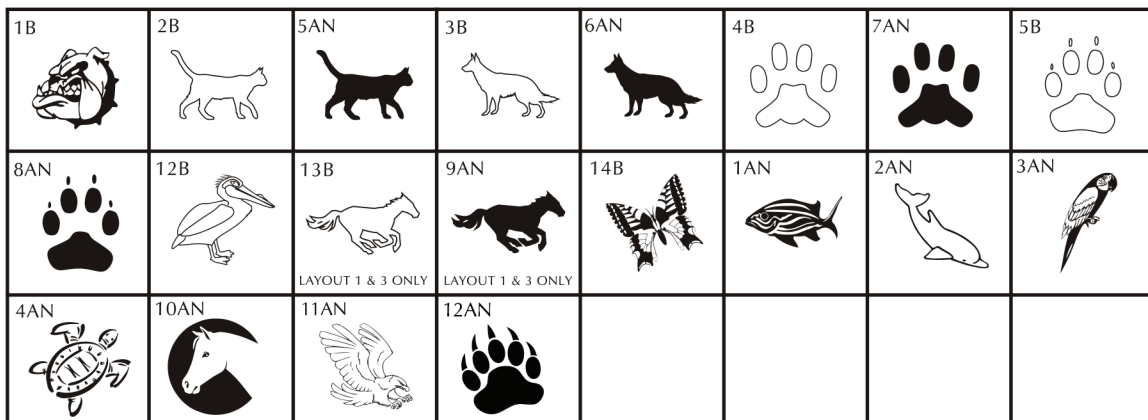 1B
2B
5AN
3B
6AN
4B
7AN
5B
8AN
12B
13B
LAYOUT 1 & 3 ONLY
9AN
LAYOUT 1 & 3 ONLY
14B
1AN
2AN
3AN
4AN
10AN
11AN
12AN